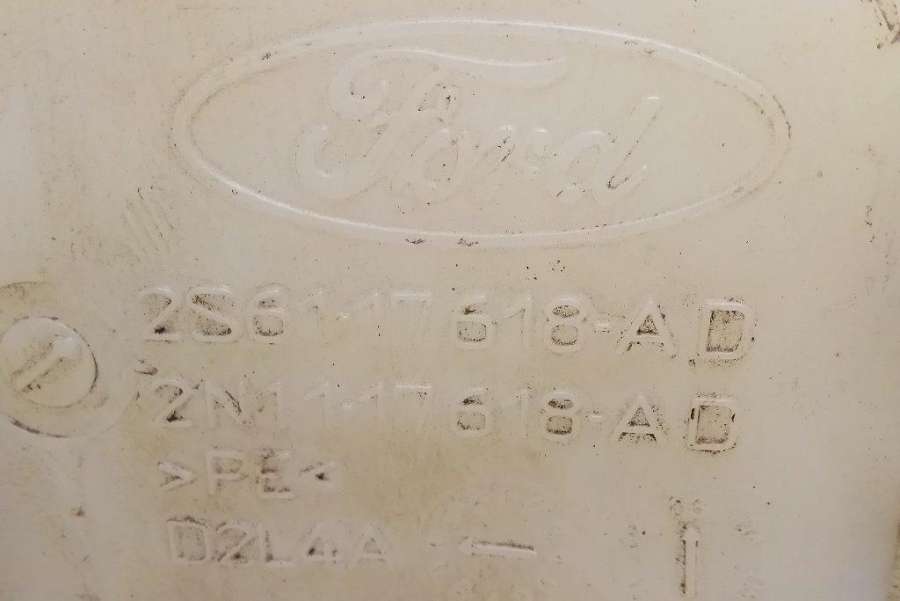 Ford
2S61-17618-AD
2N11-17618-AB
>PE<
D2L4A